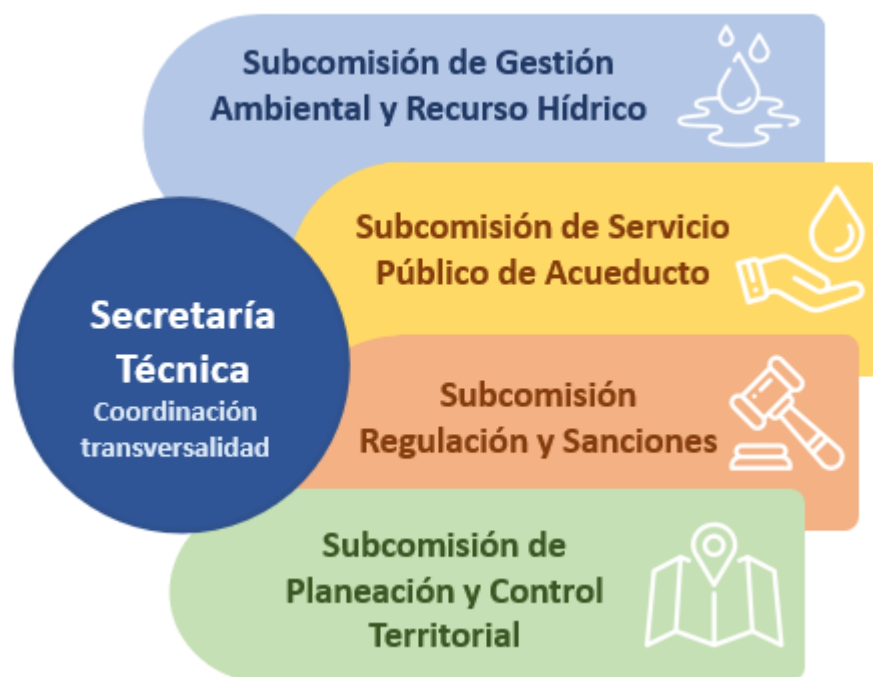 Subcomisión de Gestión
Ambiental y Recurso Hídrico
Subcomisión de Servicio
Público de Acueducto
Secretaría
Técnica
Coordinación
transversalidad
Subcomisión
Regulación y Sanciones
Subcomisión de
Planeación y Control
Territorial